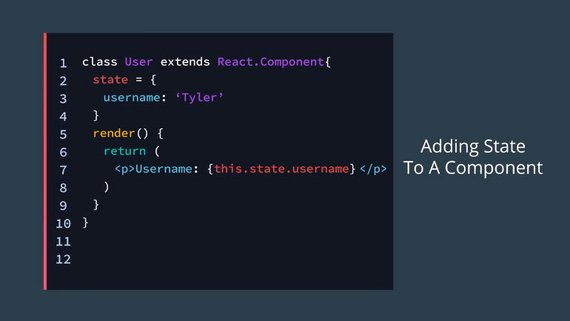 1 class User extends React.Component{
2 state = {
3 username: ‘Tyler’
4 }
5 render() {
6 return (
7 <p>Username: {this.state.username} </p>
8 )
9 }
10 }
11
12
Adding State
To A Component